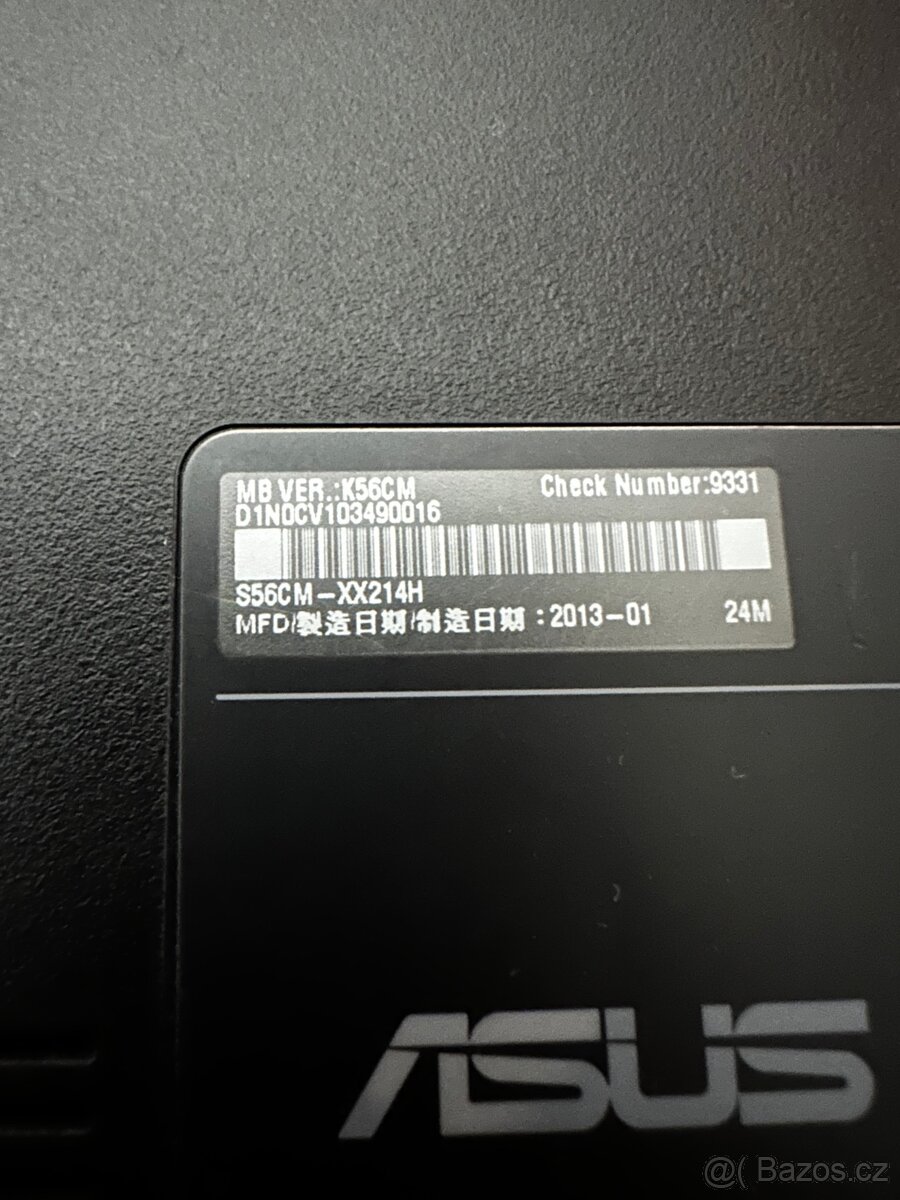 MB VER.:K56CM Check Number:9331
D1N0CV103490016
S56CM-XX214H
MFD/製造日期/制造日期:2013-01 24M
ASUS
@( Bazos.cz